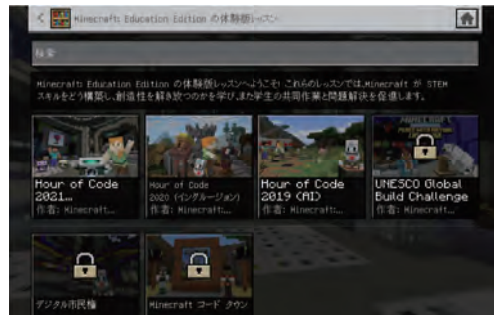 Minecraft: Education Edition の体験版レッスン
検索
Minecraft: Education Edition の体験版レッスンへようこそ! これらのレッスンでは、Minecraft が STEM
スキルをどう構築し、創造性を解き放つのかを学び、また学生の共同作業と問題解決を促進します。
Hour of Code
2021...
作者: Minecraft...
Hour of Code
2020 (インクルージョン)
作者: Minecraft...
Hour of Code
2019 (AI)
作者: Minecraft...
UNESCO Global
Build Challenge
作者: Minecraft...
デジタル市民権
Minecraft コード タウン